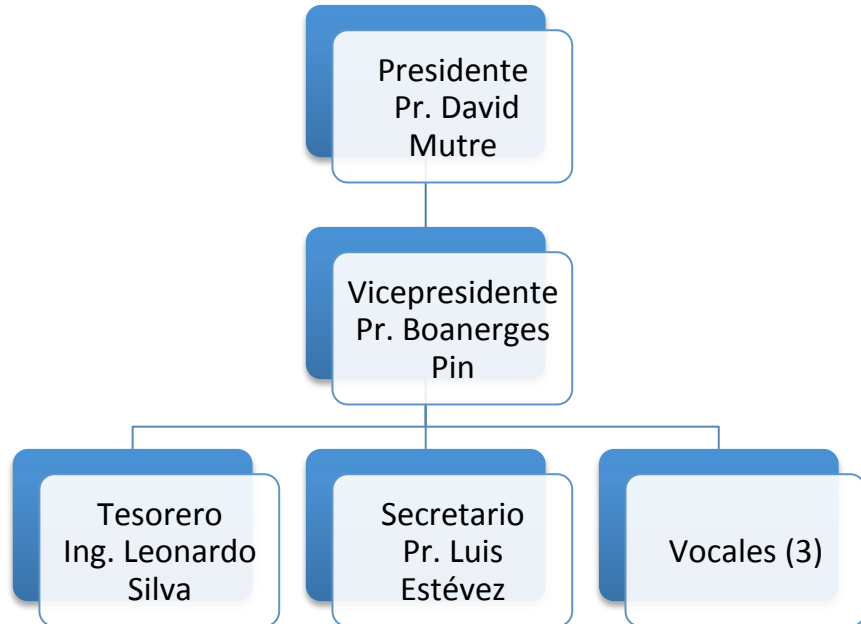 Presidente
Pr. David
Mutre
Vicepresidente
Pr. Boanerges
Pin
Tesorero
Ing. Leonardo
Silva
Secretario
Pr. Luis
Estévez
Vocales (3)